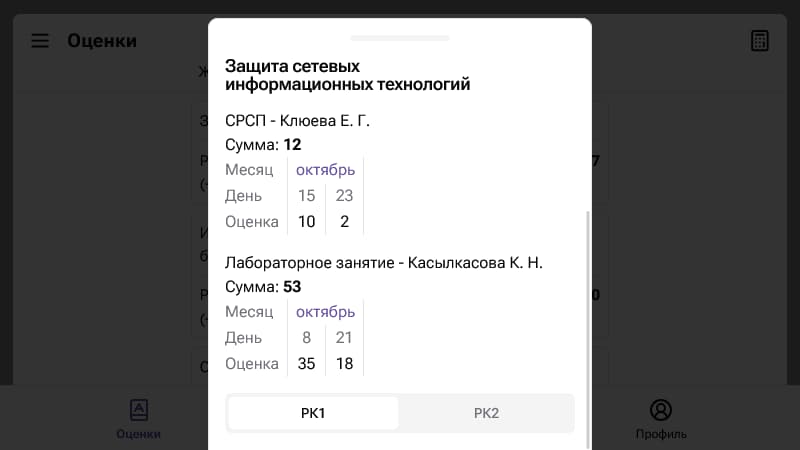 Оценки
Защита сетевых
информационных технологий
СРСП - Клюева Е. Г.
Сумма: 12
Месяц октябрь
День 15 23
Оценка 10 2
Лабораторное занятие - Касылкасова К. Н.
Сумма: 53
Месяц октябрь
День 8 21
Оценка 35 18
РК1 РК2
Оценки Профиль